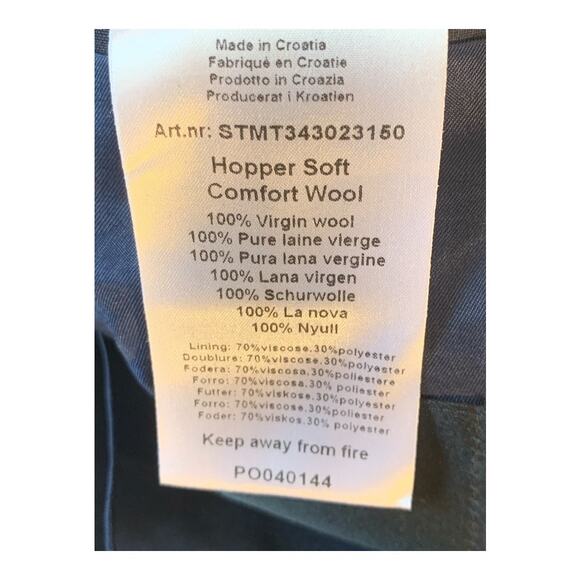 Made in Croatia
Fabriqué en Croatie
Prodotto in Croazia
Producerat i Kroatien
Art.nr: STMT343023150
Hopper Soft
Comfort Wool
100% Virgin wool
100% Pure laine vierge
100% Pura lana vergine
100% Lana virgen
100% Schurwolle
100% La nova
100% Nyull
Lining: 70%viscose.30%polyester
Doublure: 70%viscose.30%polyester
Fodera: 70%viscosa.30%poliestere
Forro: 70%viscosa.30% poliester
Futter: 70%viskose.30%polyester
Forro: 70%viscose.30%poliester
Foder: 70%viskos.30% polyester
Keep away from fire
PO040144